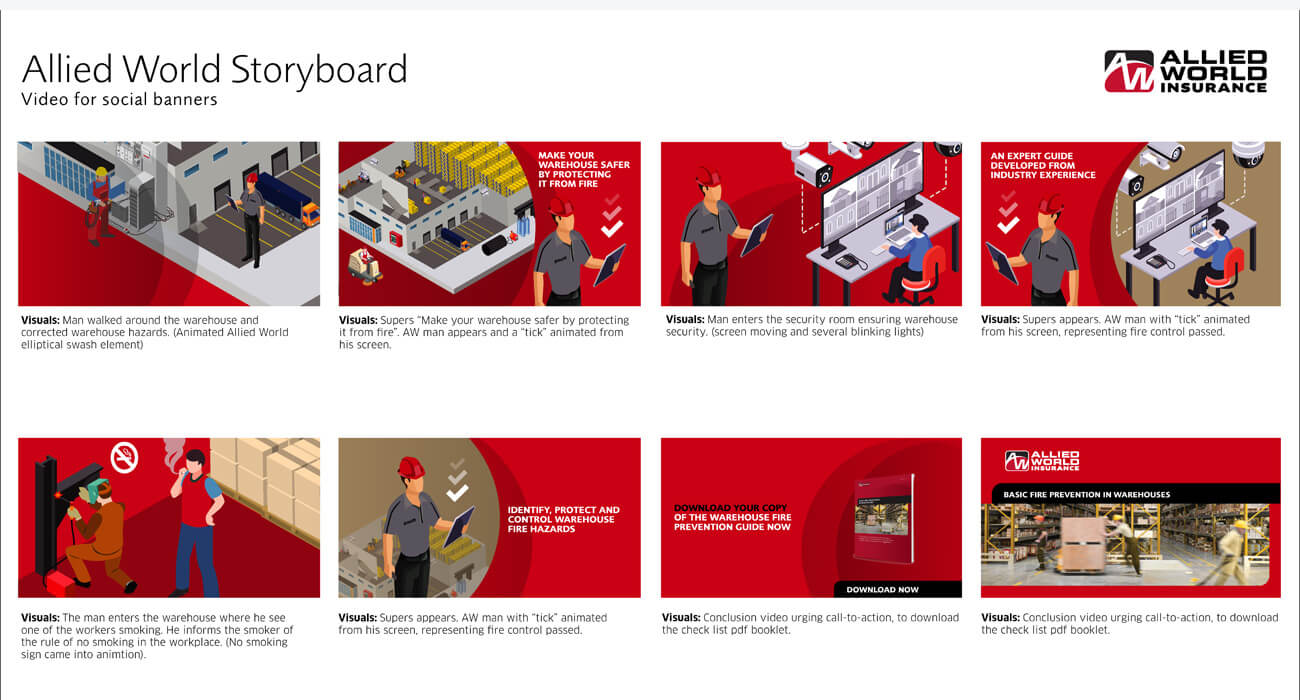 Allied World Storyboard
Video for social banners
AW
ALLIED
WORLD
INSURANCE
MAKE YOUR
WAREHOUSE SAFER
BY PROTECTING
IT FROM FIRE
AN EXPERT GUIDE
DEVELOPED FROM
INDUSTRY EXPERIENCE
Visuals: Man walked around the warehouse and
corrected warehouse hazards. (Animated Allied World
elliptical swash element)
Visuals: Supers “Make your warehouse safer by protecting
it from fire”. AW man appears and a “tick” animated from
his screen.
Visuals: Man enters the security room ensuring warehouse
security. (screen moving and several blinking lights)
Visuals: Supers appears. AW man with “tick” animated
from his screen, representing fire control passed.
IDENTIFY, PROTECT AND
CONTROL WAREHOUSE
FIRE HAZARDS
DOWNLOAD YOUR COPY
OF THE WAREHOUSE FIRE
PREVENTION GUIDE NOW
DOWNLOAD NOW
AW
ALLIED
WORLD
INSURANCE
BASIC FIRE PREVENTION IN WAREHOUSES
Visuals: The man enters the warehouse where he see
one of the workers smoking. He informs the smoker of
the rule of no smoking in the workplace. (No smoking
sign came into animtion).
Visuals: Supers appears. AW man with “tick” animated
from his screen, representing fire control passed.
Visuals: Conclusion video urging call-to-action, to download
the check list pdf booklet.
Visuals: Conclusion video urging call-to-action, to download
the check list pdf booklet.